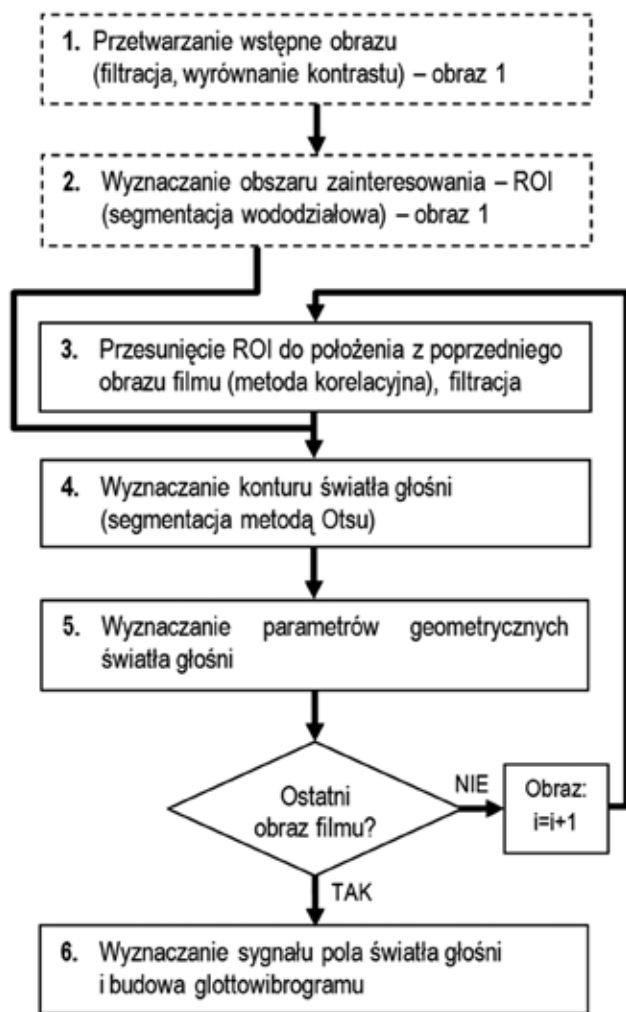 1. Przetwarzanie wstępne obrazu
(filtracja, wyrównanie kontrastu) – obraz 1
2. Wyznaczanie obszaru zainteresowania – ROI
(segmentacja wododziałowa) – obraz 1
3. Przesunięcie ROI do położenia z poprzedniego
obrazu filmu (metoda korelacyjna), filtracja
4. Wyznaczanie konturu światła głośni
(segmentacja metodą Otsu)
5. Wyznaczanie parametrów geometrycznych
światła głośni
Ostatni
obraz filmu?
NIE
Obraz:
i=i+1
TAK
6. Wyznaczanie sygnału pola światła głośni
i budowa glottowibrogramu